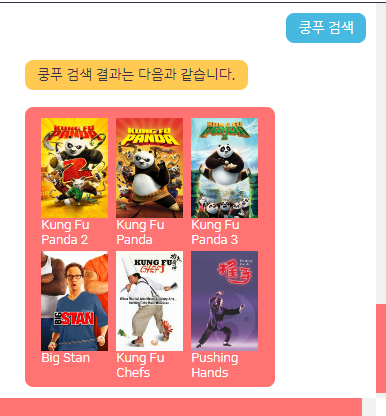 쿵푸 검색
쿵푸 검색 결과는 다음과 같습니다.
KUNG FU
PANDA
2
KUNG FU
PANDA
KUNG FU
PANDA
Kung Fu
Panda 2
Kung Fu
Panda
Kung Fu
Panda 3
BIG
STAN
KUNG FU
CHEFS
Big Stan
Kung Fu
Chefs
Pushing
Hands